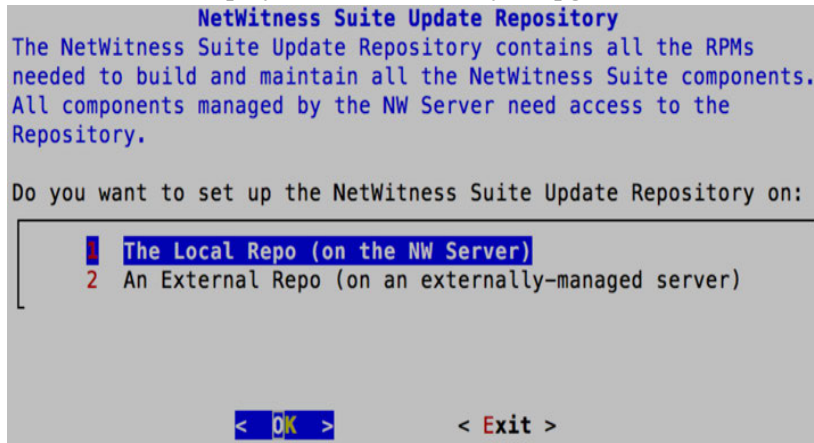 NetWitness Suite Update Repository
The NetWitness Suite Update Repository contains all the RPMs
needed to build and maintain all the NetWitness Suite components.
All components managed by the NW Server need access to the
Repository.
Do you want to set up the NetWitness Suite Update Repository on:
1 The Local Repo (on the NW Server)
2 An External Repo (on an externally-managed server)
< OK > < Exit >